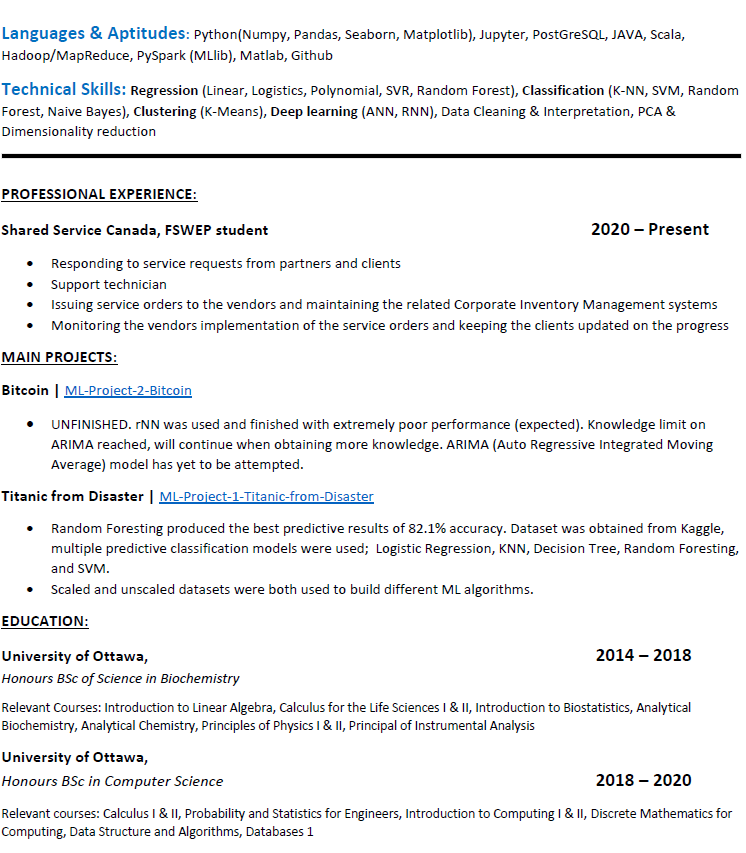 Languages & Aptitudes: Python(Numpy, Pandas, Seaborn, Matplotlib), Jupyter, PostGreSQL, JAVA, Scala,
Hadoop/MapReduce, PySpark (MLlib), Matlab, Github
Technical Skills: Regression (Linear, Logistics, Polynomial, SVR, Random Forest), Classification (K-NN, SVM, Random
Forest, Naive Bayes), Clustering (K-Means), Deep learning (ANN, RNN), Data Cleaning & Interpretation, PCA &
Dimensionality reduction
PROFESSIONAL EXPERIENCE:
Shared Service Canada, FSWEP student 2020 – Present
• Responding to service requests from partners and clients
• Support technician
• Issuing service orders to the vendors and maintaining the related Corporate Inventory Management systems
• Monitoring the vendors implementation of the service orders and keeping the clients updated on the progress
MAIN PROJECTS:
Bitcoin | ML-Project-2-Bitcoin
• UNFINISHED. rNN was used and finished with extremely poor performance (expected). Knowledge limit on
ARIMA reached, will continue when obtaining more knowledge. ARIMA (Auto Regressive Integrated Moving
Average) model has yet to be attempted.
Titanic from Disaster | ML-Project-1-Titanic-from-Disaster
• Random Foresting produced the best predictive results of 82.1% accuracy. Dataset was obtained from Kaggle,
multiple predictive classification models were used; Logistic Regression, KNN, Decision Tree, Random Foresting,
and SVM.
• Scaled and unscaled datasets were both used to build different ML algorithms.
EDUCATION:
University of Ottawa, 2014 – 2018
Honours BSc of Science in Biochemistry
Relevant Courses: Introduction to Linear Algebra, Calculus for the Life Sciences I & II, Introduction to Biostatistics, Analytical
Biochemistry, Analytical Chemistry, Principles of Physics I & II, Principal of Instrumental Analysis
University of Ottawa,
Honours BSc in Computer Science 2018 – 2020
Relevant courses: Calculus I & II, Probability and Statistics for Engineers, Introduction to Computing I & II, Discrete Mathematics for
Computing, Data Structure and Algorithms, Databases 1